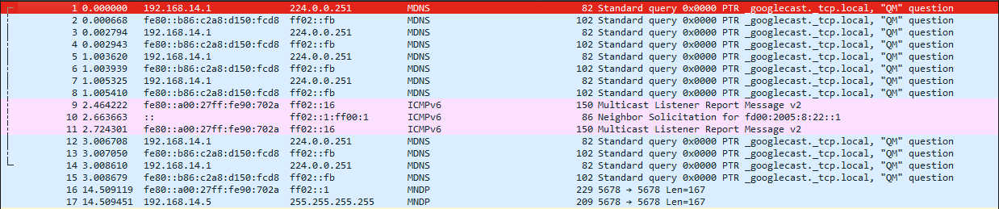 1 0.000000 192.168.14.1 224.0.0.251 MDNS 82 Standard query 0x0000 PTR _googlecast._tcp.local, "QM" question
2 0.000668 fe80::b86:c2a8:d150:fcd8 ff02::fb MDNS 102 Standard query 0x0000 PTR _googlecast._tcp.local, "QM" question
3 0.002794 192.168.14.1 224.0.0.251 MDNS 82 Standard query 0x0000 PTR _googlecast._tcp.local, "QM" question
4 0.002943 fe80::b86:c2a8:d150:fcd8 ff02::fb MDNS 102 Standard query 0x0000 PTR _googlecast._tcp.local, "QM" question
5 1.003620 192.168.14.1 224.0.0.251 MDNS 82 Standard query 0x0000 PTR _googlecast._tcp.local, "QM" question
6 1.003939 fe80::b86:c2a8:d150:fcd8 ff02::fb MDNS 102 Standard query 0x0000 PTR _googlecast._tcp.local, "QM" question
7 1.005325 192.168.14.1 224.0.0.251 MDNS 82 Standard query 0x0000 PTR _googlecast._tcp.local, "QM" question
8 1.005410 fe80::b86:c2a8:d150:fcd8 ff02::fb MDNS 102 Standard query 0x0000 PTR _googlecast._tcp.local, "QM" question
9 2.464222 fe80::a00:27ff:fe90:702a ff02::16 ICMPv6 150 Multicast Listener Report Message v2
10 2.663663 :: ff02::1:ff00:1 ICMPv6 86 Neighbor Solicitation for fd00:2005:8:22::1
11 2.724301 fe80::a00:27ff:fe90:702a ff02::16 ICMPv6 150 Multicast Listener Report Message v2
12 3.006708 192.168.14.1 224.0.0.251 MDNS 82 Standard query 0x0000 PTR _googlecast._tcp.local, "QM" question
13 3.007050 fe80::b86:c2a8:d150:fcd8 ff02::fb MDNS 102 Standard query 0x0000 PTR _googlecast._tcp.local, "QM" question
14 3.008610 192.168.14.1 224.0.0.251 MDNS 82 Standard query 0x0000 PTR _googlecast._tcp.local, "QM" question
15 3.008679 fe80::b86:c2a8:d150:fcd8 ff02::fb MDNS 102 Standard query 0x0000 PTR _googlecast._tcp.local, "QM" question
16 14.509119 fe80::a00:27ff:fe90:702a ff02::1 MNDP 229 5678 → 5678 Len=167
17 14.509451 192.168.14.5 255.255.255.255 MNDP 209 5678 → 5678 Len=167